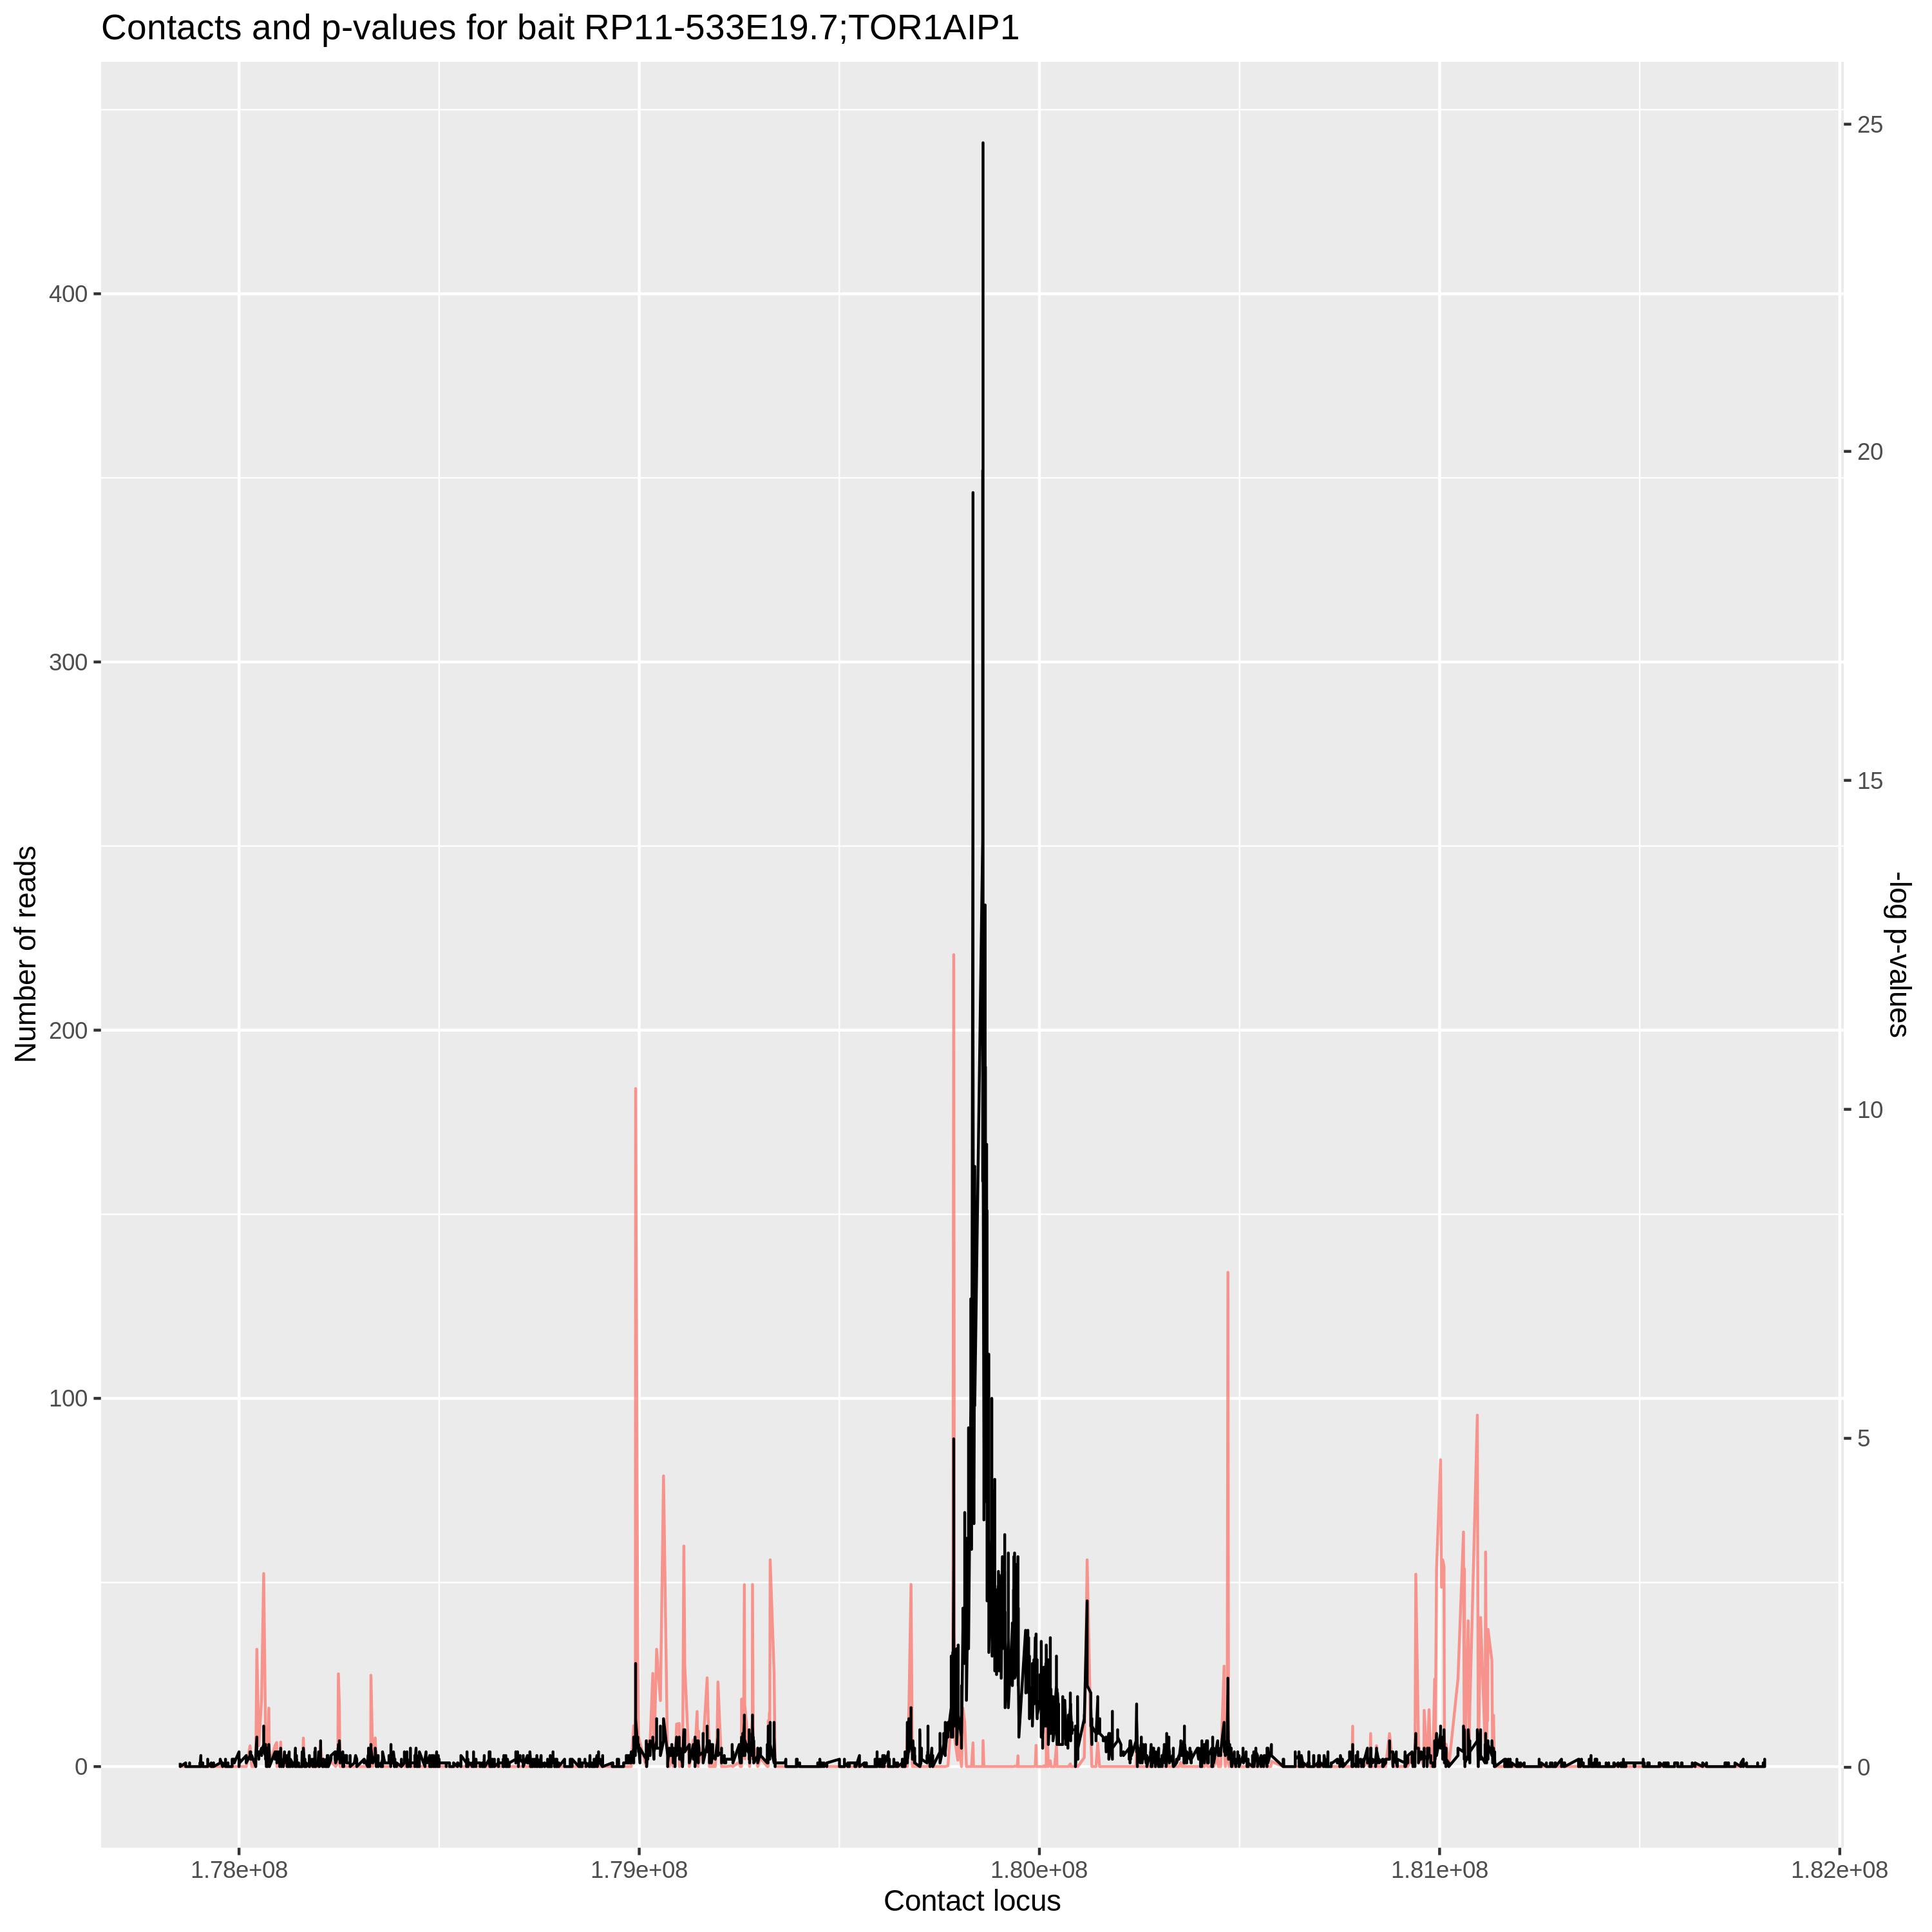 Contacts and p-values for bait RP11-533E19.7;TOR1AIP1
400
300
200
100
0
Number of reads
25
20
15
10
5
0
-log p-values
1.78e+08
1.79e+08
1.80e+08
1.81e+08
1.82e+08
Contact locus